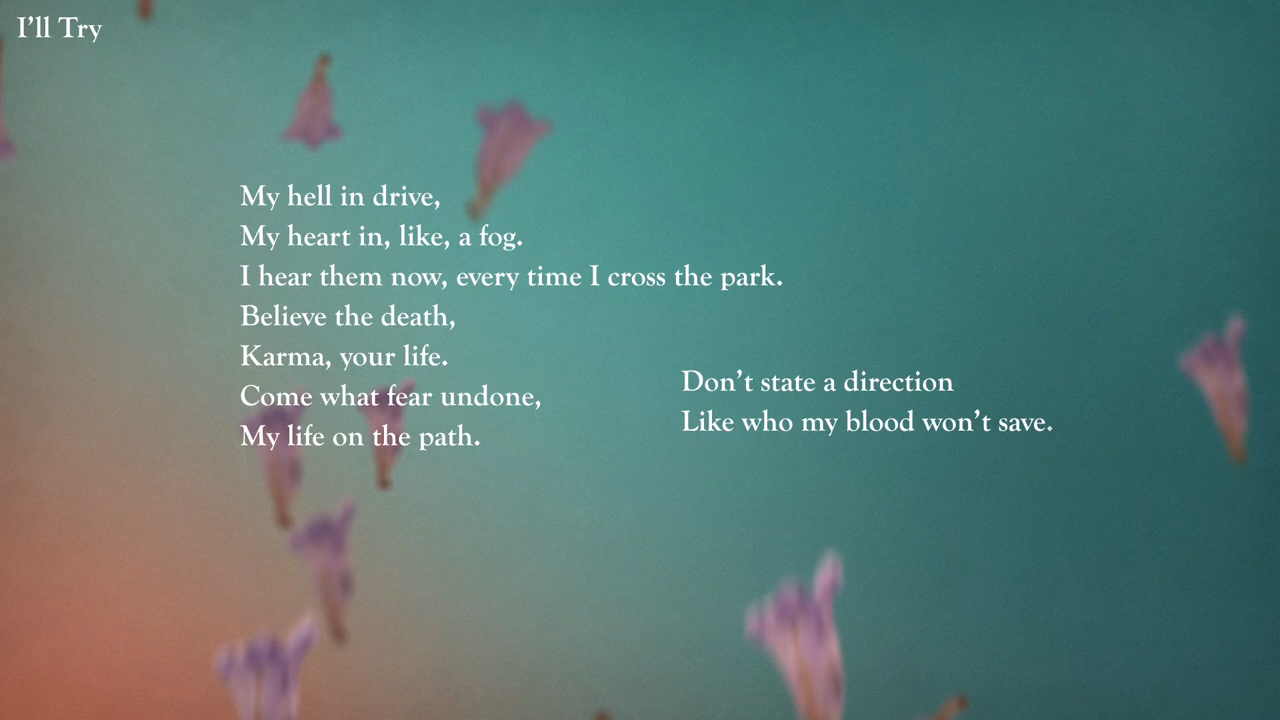 I’ll Try
My hell in drive,
My heart in, like, a fog.
I hear them now, every time I cross the park.
Believe the death,
Karma, your life.
Come what fear undone,
My life on the path.
Don’t state a direction
Like who my blood won’t save.